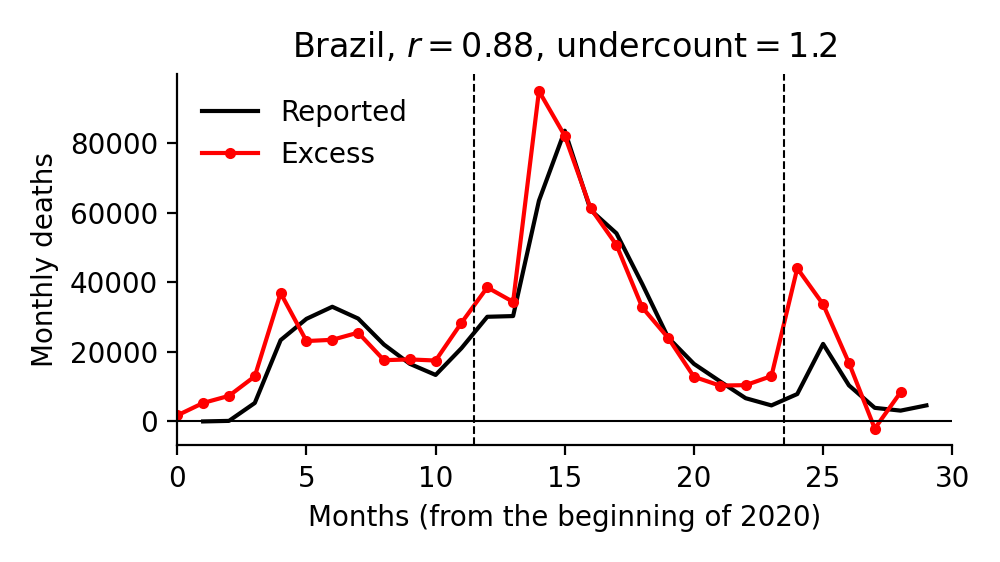 Brazil, r = 0.88, undercount = 1.2
Reported
Excess
80000
60000
40000
20000
0
Monthly deaths
0 5 10 15 20 25 30
Months (from the beginning of 2020)